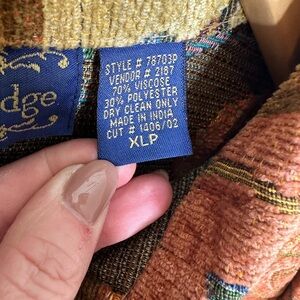 dge
STYLE # 78703P
VENDOR # 2187
70% VISCOSE
30% POLYESTER
DRY CLEAN ONLY
MADE IN INDIA
CUT # 1406/02
XLP